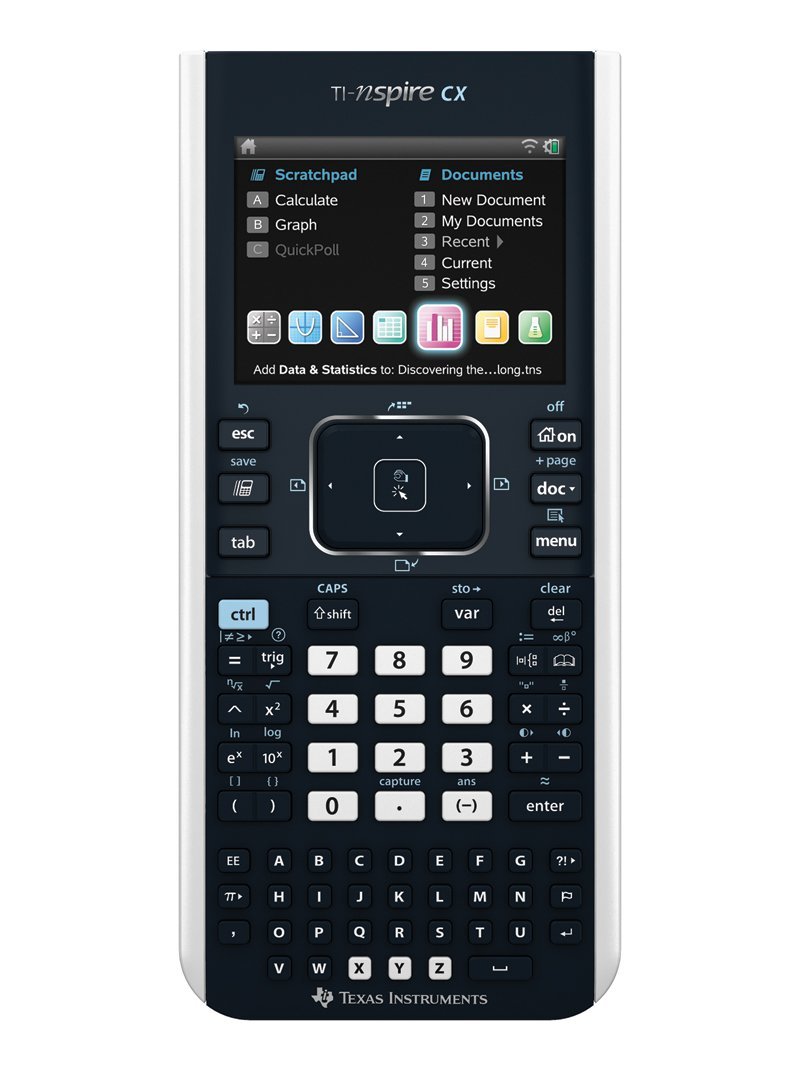 TI-nspire CX
Scratchpad Documents
A Calculate 1 New Document
B Graph 2 My Documents
C QuickPoll 3 Recent
4 Current
5 Settings
Add Data & Statistics to: Discovering the...long.tns
off
esc on
save + page
doc
tab menu
CAPS sto→ clear
ctrl ⇧shift var del
|≠≥▸ ? := ∞β°
= trig 7 8 9
n√x √ "▫"
^ x² 4 5 6 × ÷
ln log
eˣ 10ˣ 1 2 3 + −
[ ] { } capture ans ≈
( ) 0 . (−) enter
EE A B C D E F G ?!▸
π▸ H I J K L M N
, O P Q R S T U ↵
V W X Y Z
TEXAS INSTRUMENTS